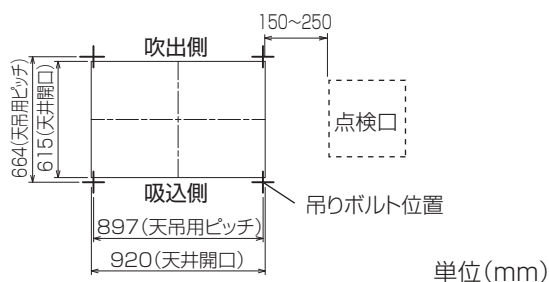 150~250
吹出側
664(天吊用ピッチ)
615(天井開口)
点検口
吸込側
吊りボルト位置
897(天吊用ピッチ)
920(天井開口)
単位(mm)